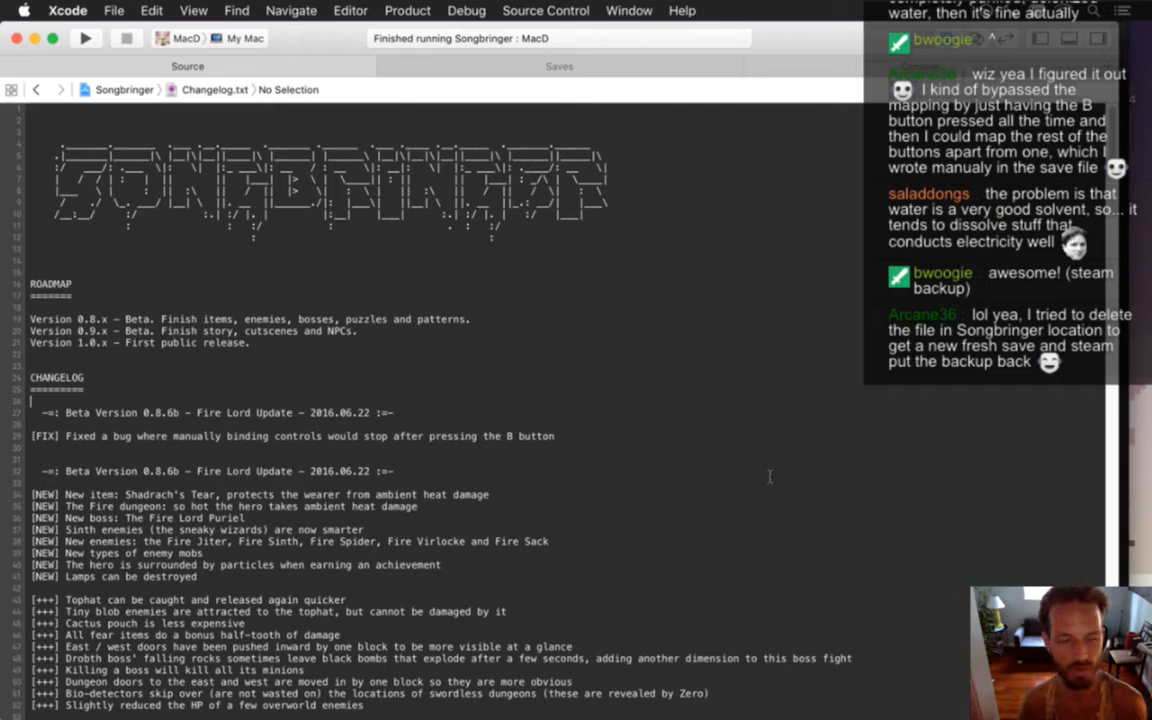 Xcode File Edit View Find Navigate Editor Product Debug Source Control Window Help
MacD My Mac
Finished running Songbringer : MacD
Source Saves
Songbringer Changelog.txt No Selection
SONGBRINGER
ROADMAP
=======
Version 0.8.x – Beta. Finish items, enemies, bosses, puzzles and patterns.
Version 0.9.x – Beta. Finish story, cutscenes and NPCs.
Version 1.0.x – First public release.
CHANGELOG
=========
-=: Beta Version 0.8.6b – Fire Lord Update – 2016.06.22 :=-
[FIX] Fixed a bug where manually binding controls would stop after pressing the B button
-=: Beta Version 0.8.6b – Fire Lord Update – 2016.06.22 :=-
[NEW] New item: Shadrach's Tear, protects the wearer from ambient heat damage
[NEW] The Fire dungeon: so hot the hero takes ambient heat damage
[NEW] New boss: The Fire Lord Puriel
[NEW] Sinth enemies (the sneaky wizards) are now smarter
[NEW] New enemies: the Fire Jiter, Fire Sinth, Fire Spider, Fire Virlocke and Fire Sack
[NEW] New types of enemy mobs
[NEW] The hero is surrounded by particles when earning an achievement
[NEW] Lamps can be destroyed
[+++] Tophat can be caught and released again quicker
[+++] Tiny blob enemies are attracted to the tophat, but cannot be damaged by it
[+++] Cactus pouch is less expensive
[+++] All fear items do a bonus half-tooth of damage
[+++] East / west doors have been pushed inward by one block to be more visible at a glance
[+++] Drobth boss' falling rocks sometimes leave black bombs that explode after a few seconds, adding another dimension to this boss fight
[+++] Killing a boss will kill all its minions
[+++] Dungeon doors to the east and west are moved in by one block so they are more obvious
[+++] Bio-detectors skip over (are not wasted on) the locations of swordless dungeons (these are revealed by Zero)
[+++] Slightly reduced the HP of a few overworld enemies
water, then it's fine actually
bwoogie ^
Arcane36 wiz yea I figured it out
I kind of bypassed the
mapping by just having the B
button pressed all the time and
then I could map the rest of the
buttons apart from one, which I
wrote manualy in the save file
saladdongs the problem is that
water is a very good solvent, so... it
tends to dissolve stuff that
conducts electricity well
bwoogie awesome! (steam
backup)
Arcane36 lol yea, I tried to delete
the file in Songbringer location to
get a new fresh save and steam
put the backup back